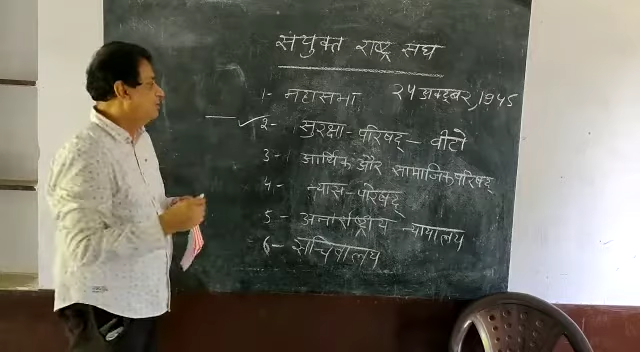 संयुक्त राष्ट्र संघ
1- महासभा 24 अक्टूबर, 1945
2- सुरक्षा-परिषद् - वीटो
3- आर्थिक और सामाजिक परिषद्
4- न्यास-परिषद्
5- अन्तर्राष्ट्रीय न्यायालय
6- सचिवालय